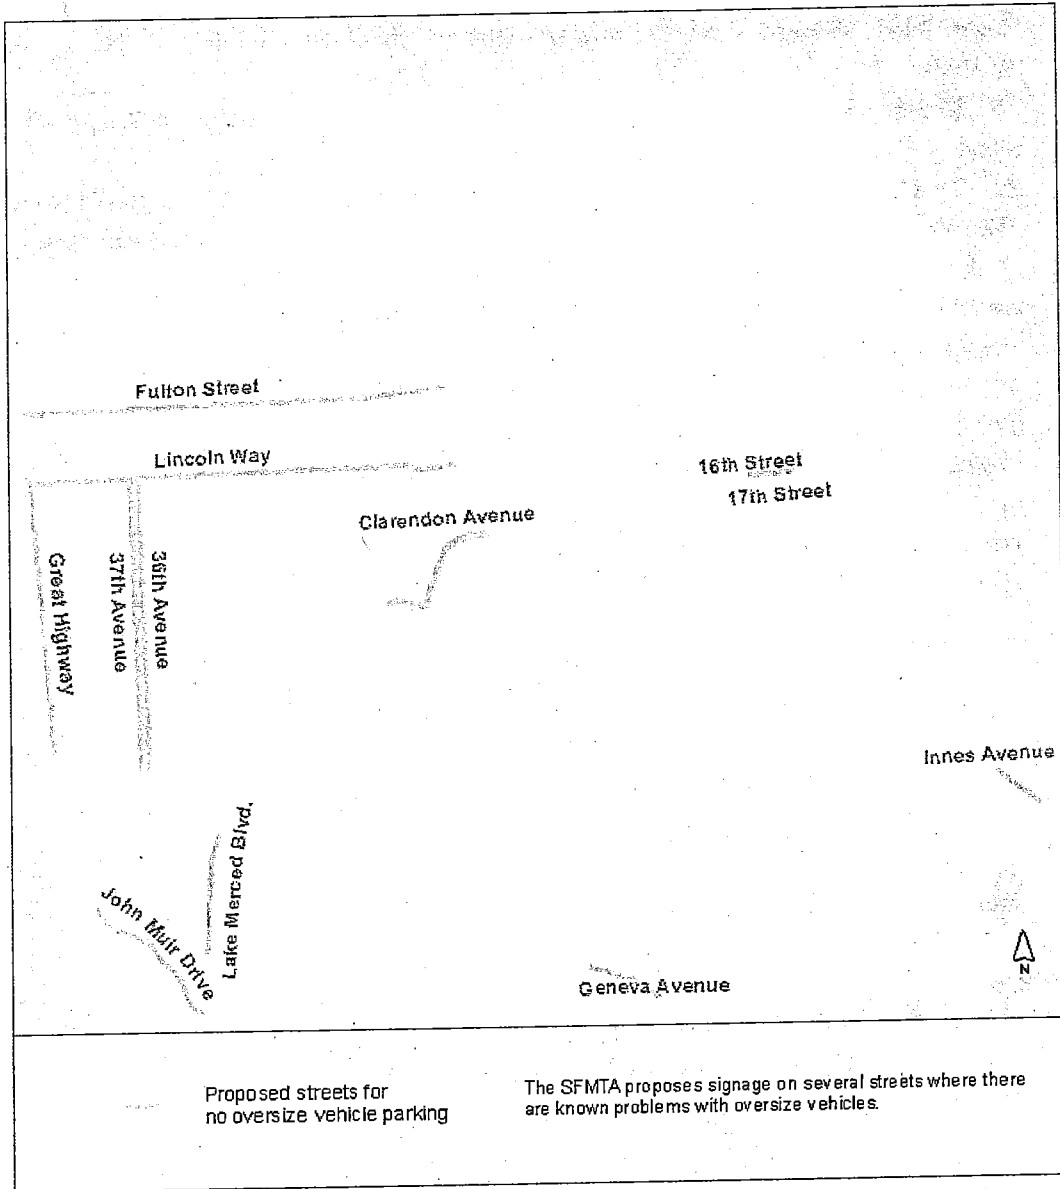 Fulton Street
Lincoln Way
16th Street
17th Street
Clarendon Avenue
Great Highway
37th Avenue
36th Avenue
Innes Avenue
Lake Merced Blvd.
John Muir Drive
Geneva Avenue
N
Proposed streets for
no oversize vehicle parking
The SFMTA proposes signage on several streets where there
are known problems with oversize vehicles.